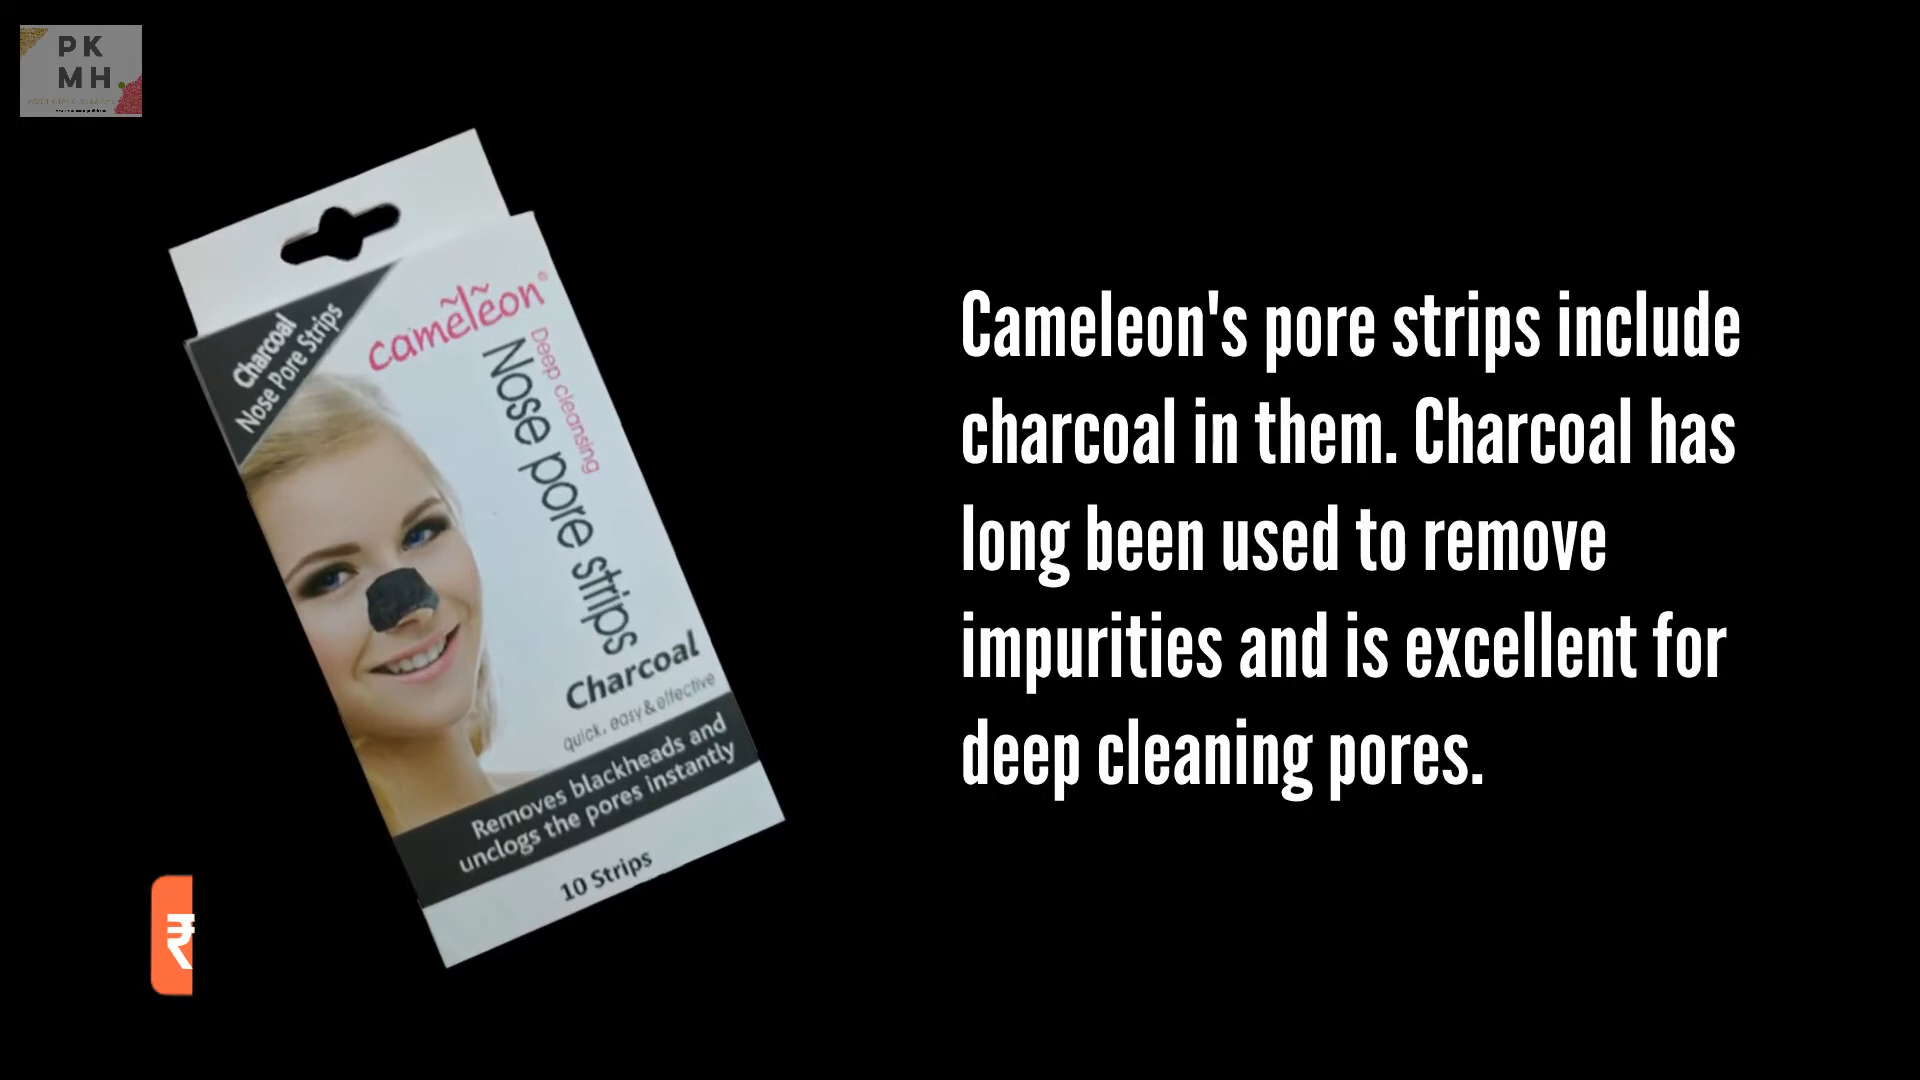 PK
MH.
Charcoal
Nose Pore Strips
cameleon®
Deep cleansing
Nose pore strips
Charcoal
quick, easy & effective
Removes blackheads and
unclogs the pores instantly
10 Strips
Cameleon's pore strips include
charcoal in them. Charcoal has
long been used to remove
impurities and is excellent for
deep cleaning pores.
₹